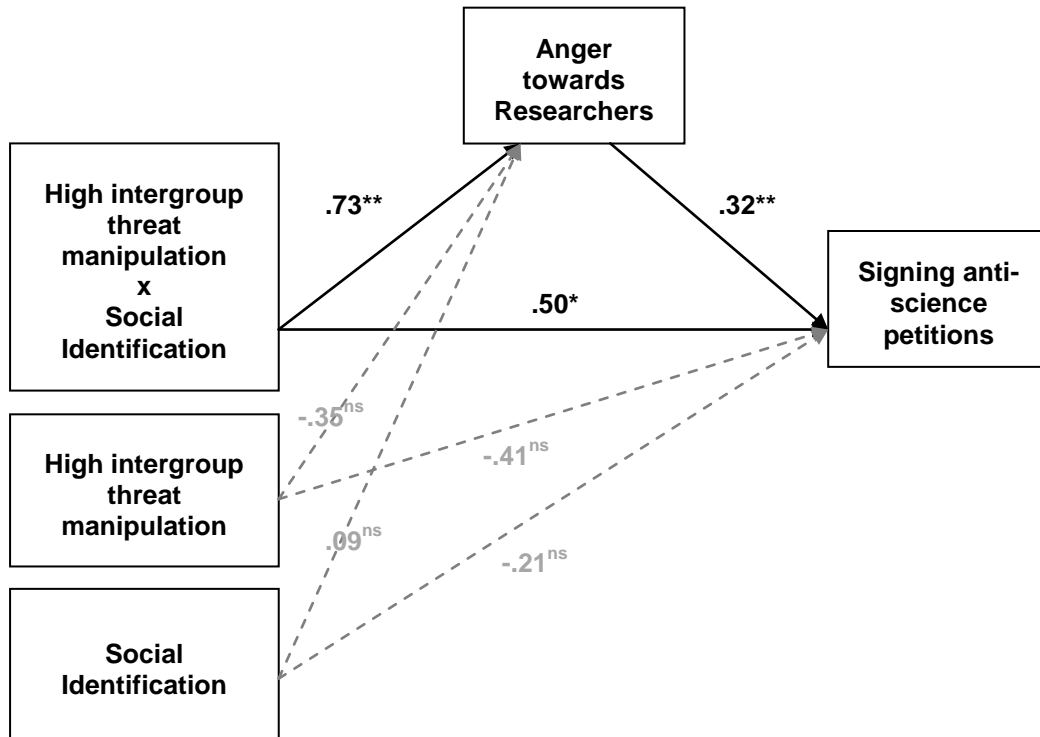 Anger
towards
Researchers
High intergroup
threat
manipulation
x
Social
Identification
.73**
.32**
Signing anti-
science
petitions
.50*
-.35ns
-.41ns
High intergroup
threat
manipulation
.09ns
-.21ns
Social
Identification